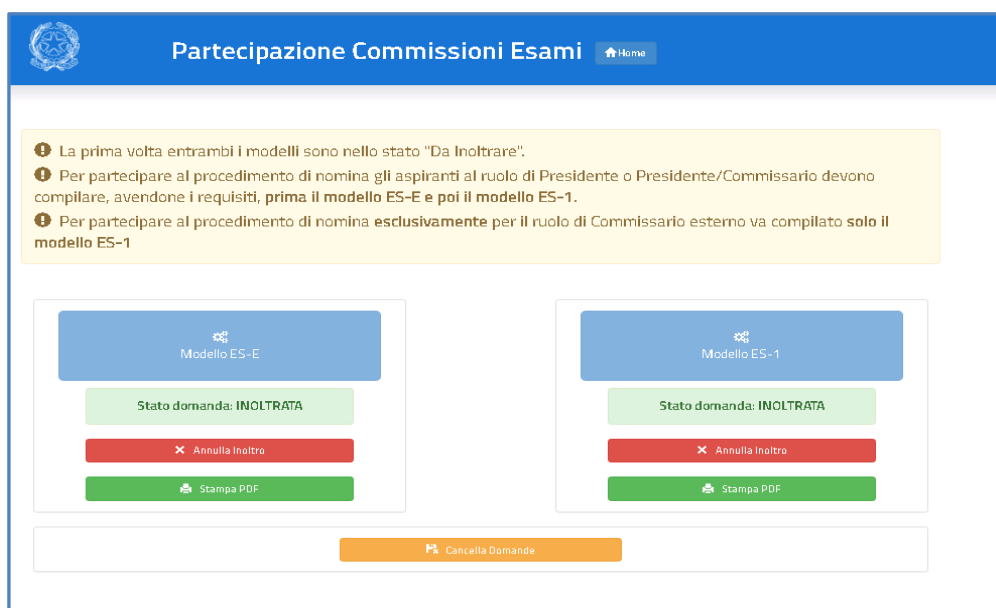 Partecipazione Commissioni Esami Home
La prima volta entrambi i modelli sono nello stato "Da Inoltrare".
Per partecipare al procedimento di nomina gli aspiranti al ruolo di Presidente o Presidente/Commissario devono
compilare, avendone i requisiti, prima il modello ES-E e poi il modello ES-1.
Per partecipare al procedimento di nomina esclusivamente per il ruolo di Commissario esterno va compilato solo il
modello ES-1
Modello ES-E
Stato domanda: INOLTRATA
Annulla Inoltro
Stampa PDF
Modello ES-1
Stato domanda: INOLTRATA
Annulla Inoltro
Stampa PDF
Cancella Domande